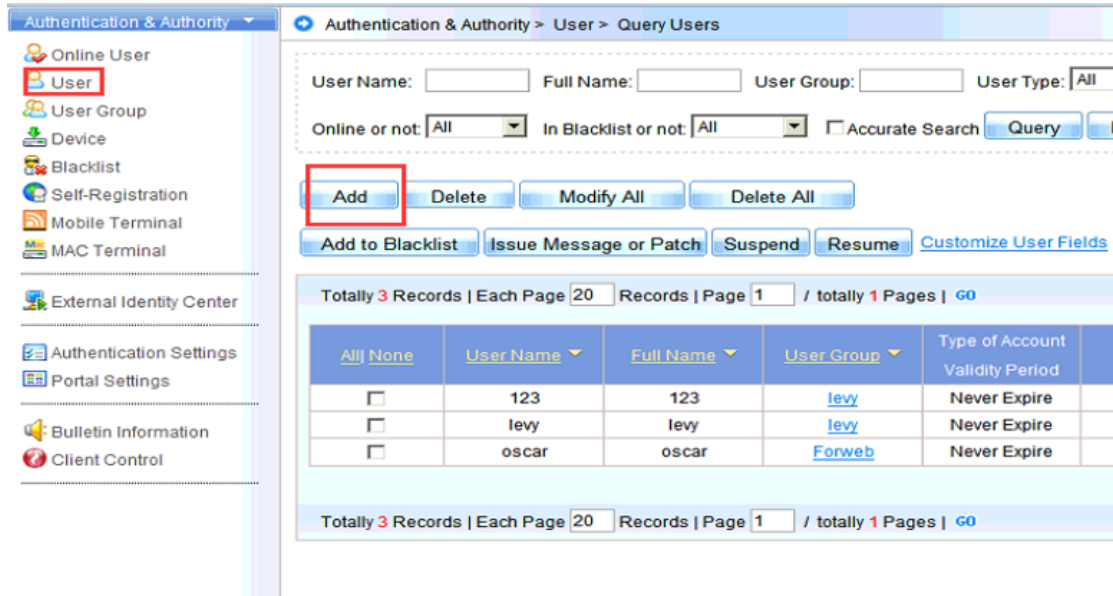 Authentication & Authority
Online User
User
User Group
Device
Blacklist
Self-Registration
Mobile Terminal
MAC Terminal
External Identity Center
Authentication Settings
Portal Settings
Bulletin Information
Client Control
Authentication & Authority > User > Query Users
User Name: Full Name: User Group: User Type: All
Online or not: All In Blacklist or not: All Accurate Search Query
Add Delete Modify All Delete All
Add to Blacklist Issue Message or Patch Suspend Resume Customize User Fields
Totally 3 Records | Each Page 20 Records | Page 1 / totally 1 Pages | GO
All| None User Name Full Name User Group Type of Account Validity Period
123 123 levy Never Expire
levy levy levy Never Expire
oscar oscar Forweb Never Expire
Totally 3 Records | Each Page 20 Records | Page 1 / totally 1 Pages | GO